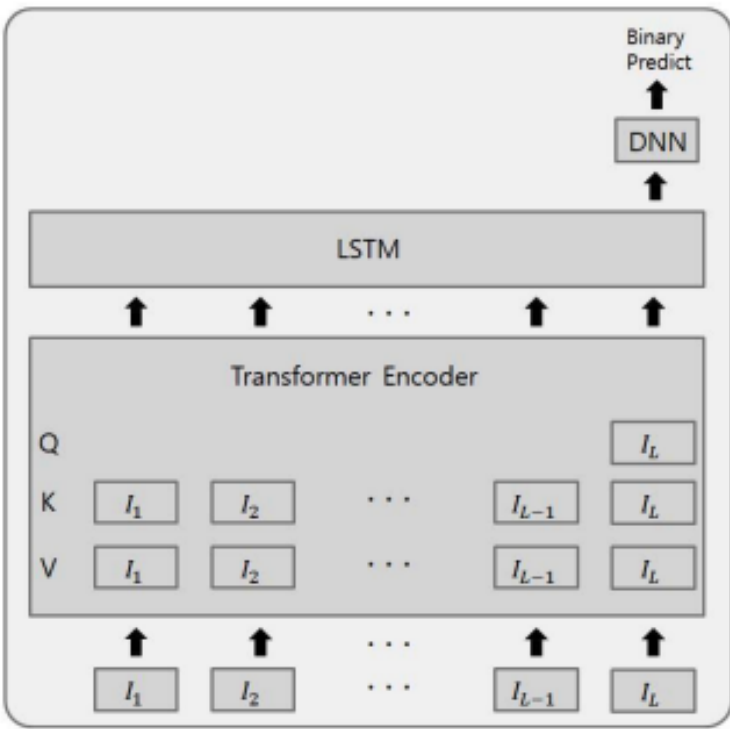 Binary
Predict
DNN
LSTM
. . .
Transformer Encoder
Q I_L
K I_1 I_2 . . . I_{L-1} I_L
V I_1 I_2 . . . I_{L-1} I_L
. . .
I_1 I_2 . . . I_{L-1} I_L